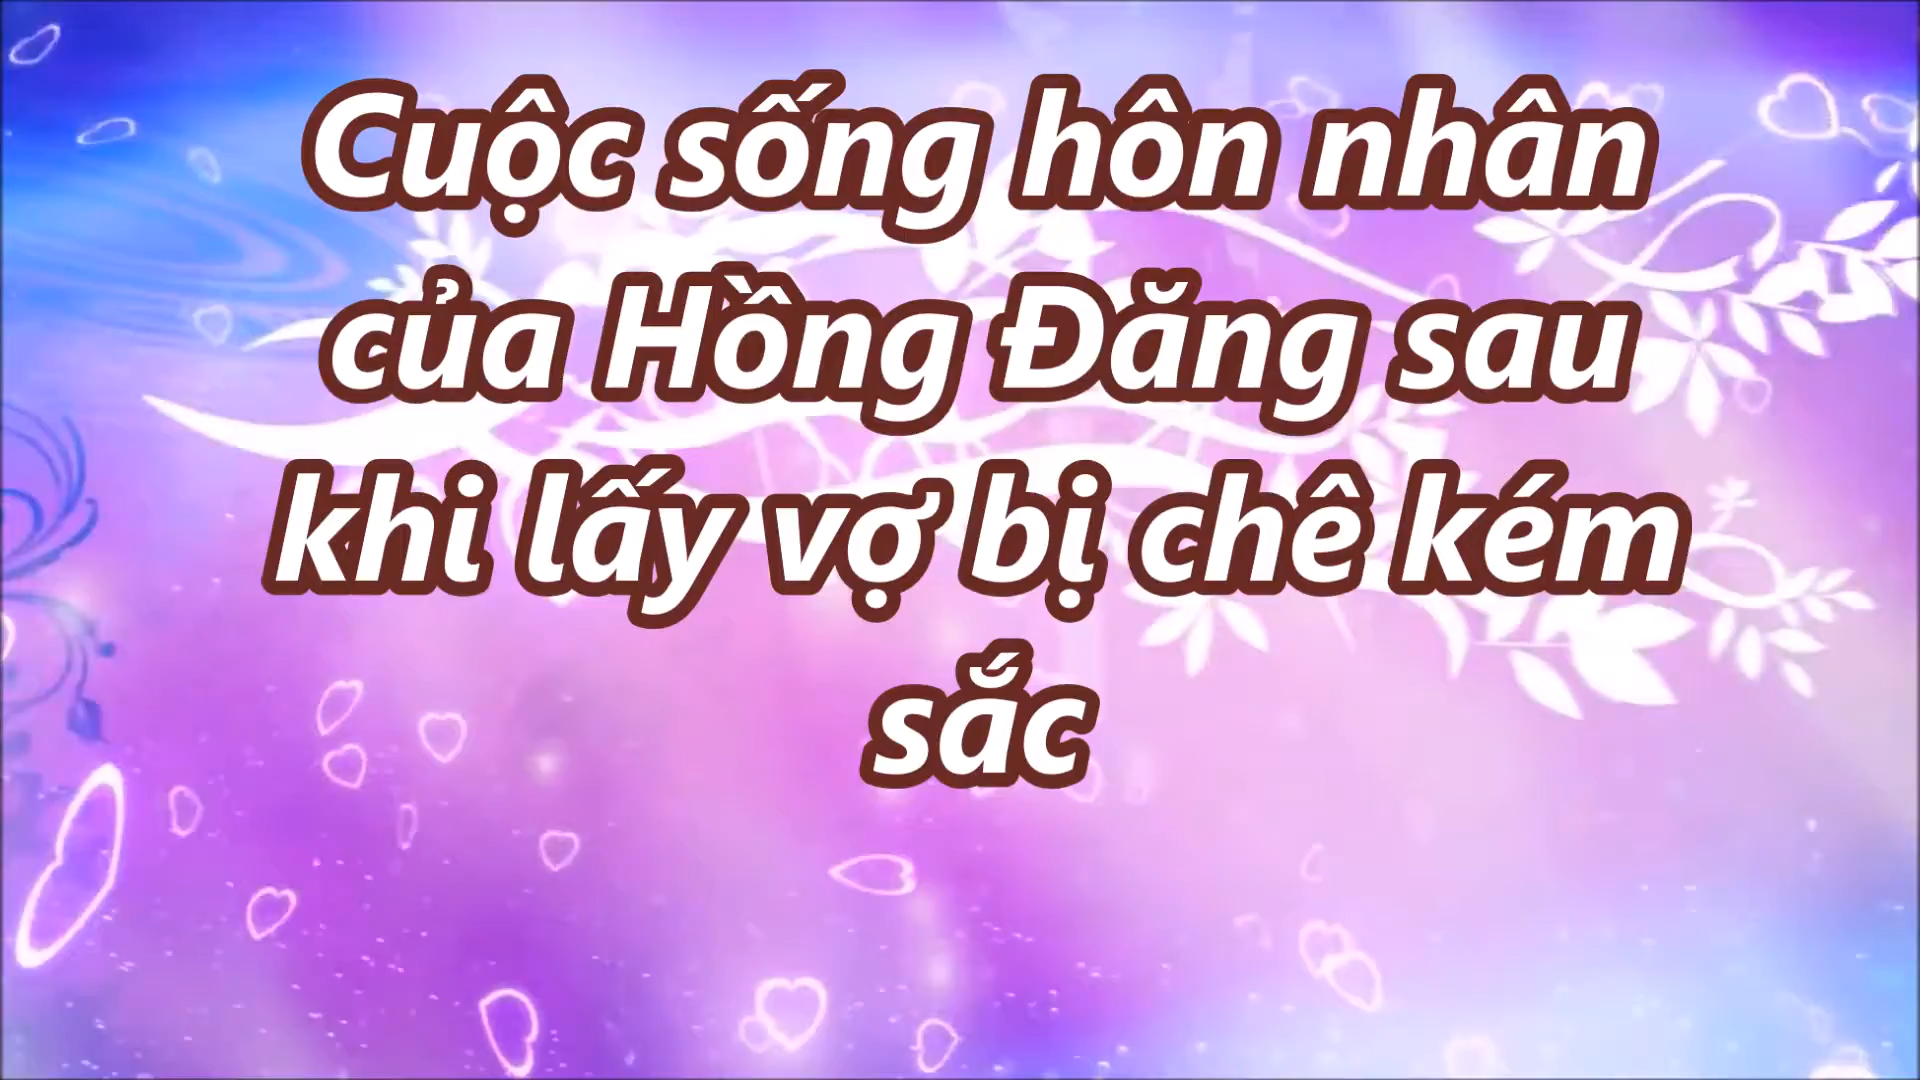 Cuộc sống hôn nhân
của Hồng Đăng sau
khi lấy vợ bị chê kém
sắc